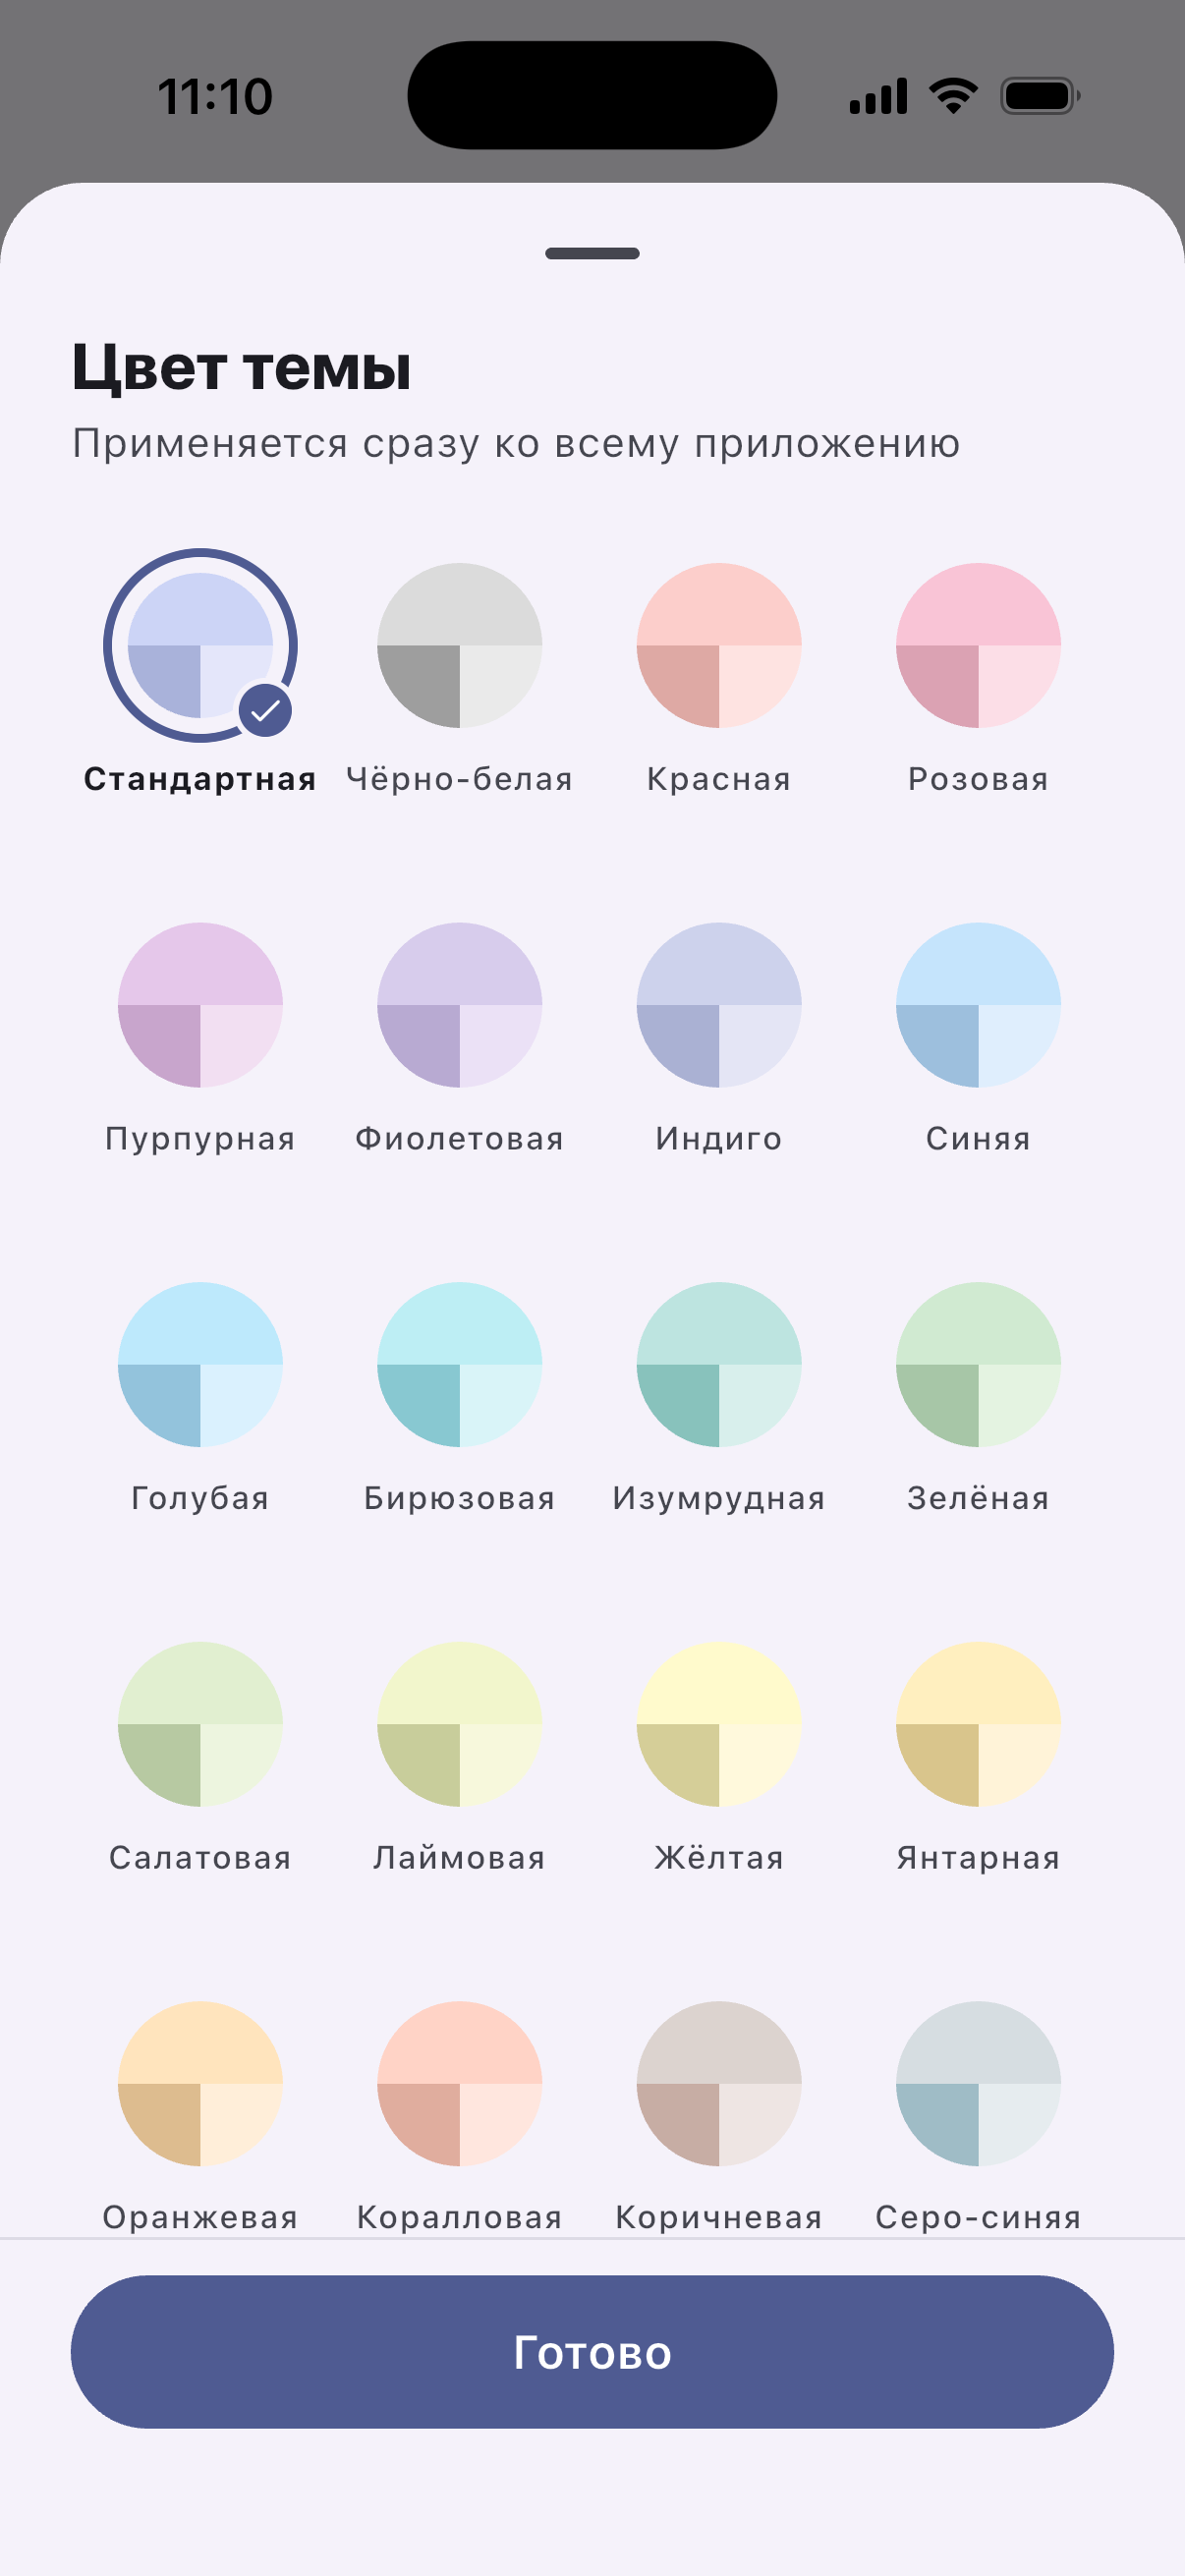 11:10
Цвет темы
Применяется сразу ко всему приложению
Стандартная Чёрно-белая Красная Розовая
Пурпурная Фиолетовая Индиго Синяя
Голубая Бирюзовая Изумрудная Зелёная
Салатовая Лаймовая Жёлтая Янтарная
Оранжевая Коралловая Коричневая Серо-синяя
Готово